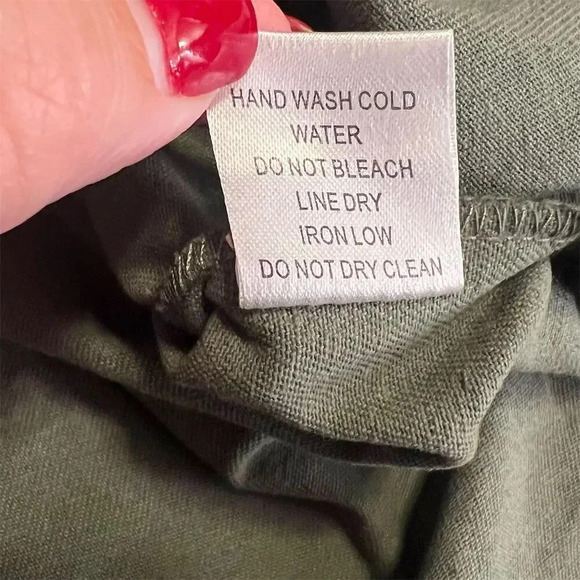 HAND WASH COLD
WATER
DO NOT BLEACH
LINE DRY
IRON LOW
DO NOT DRY CLEAN